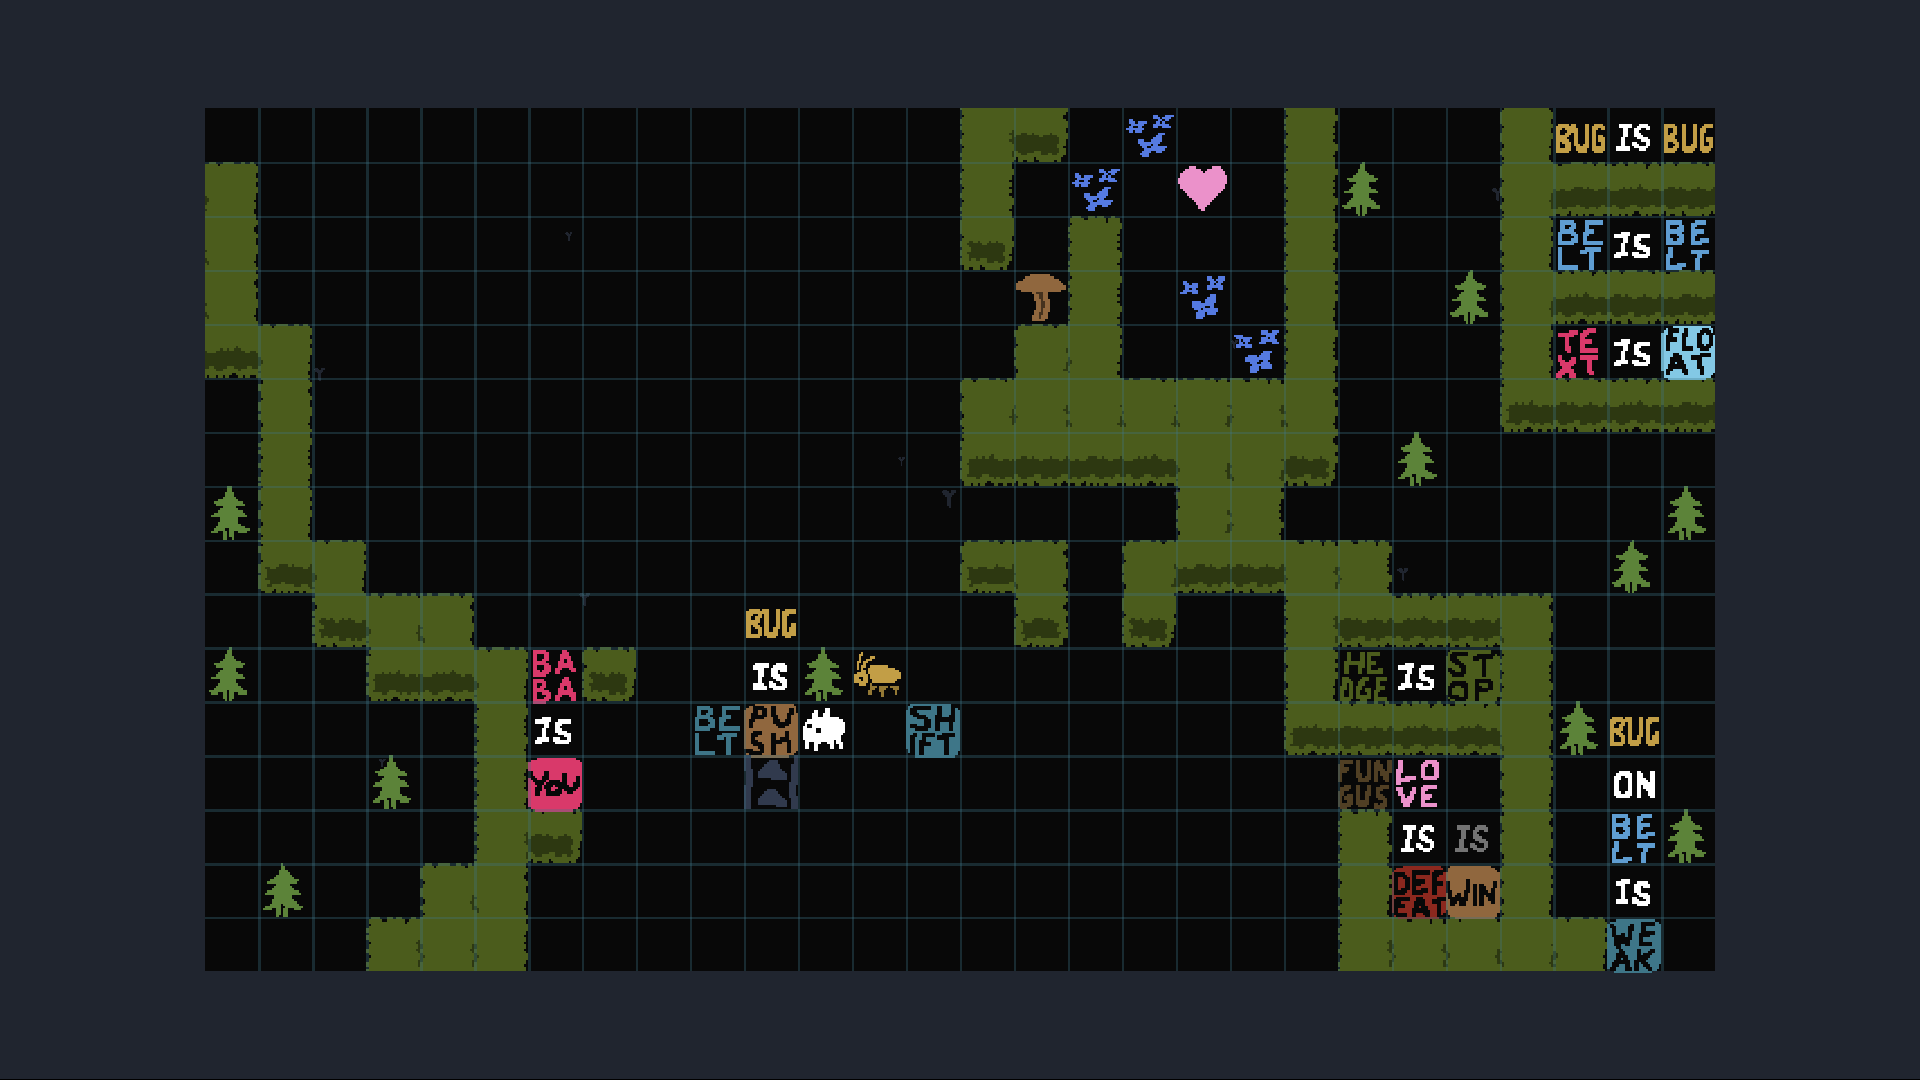 BUG IS BUG
BELT IS BELT
TEXT IS FLOAT
BUG
BABA IS HEDGE IS STOP
IS BELT PUSH SHIFT BUG
YOU FUNGUS LOVE ON
IS IS BELT
DEFEAT WIN IS
WEAK